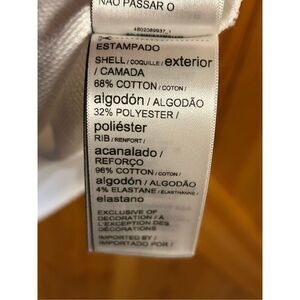 NÃO PASSAR O
ESTAMPADO
SHELL / COQUILLE / exterior
/ CAMADA
68% COTTON / COTON /
algodón / ALGODÃO
32% POLYESTER /
poliéster
RIB / RENFORT /
acanalado /
REFORÇO
96% COTTON / COTON /
algodón / ALGODÃO
4% ELASTANE / ÉLASTHANNE /
elastano
EXCLUSIVE OF
DECORATION / À
L'EXCEPTION DES
DÉCORATIONS
IMPORTED BY /
IMPORTADO POR /